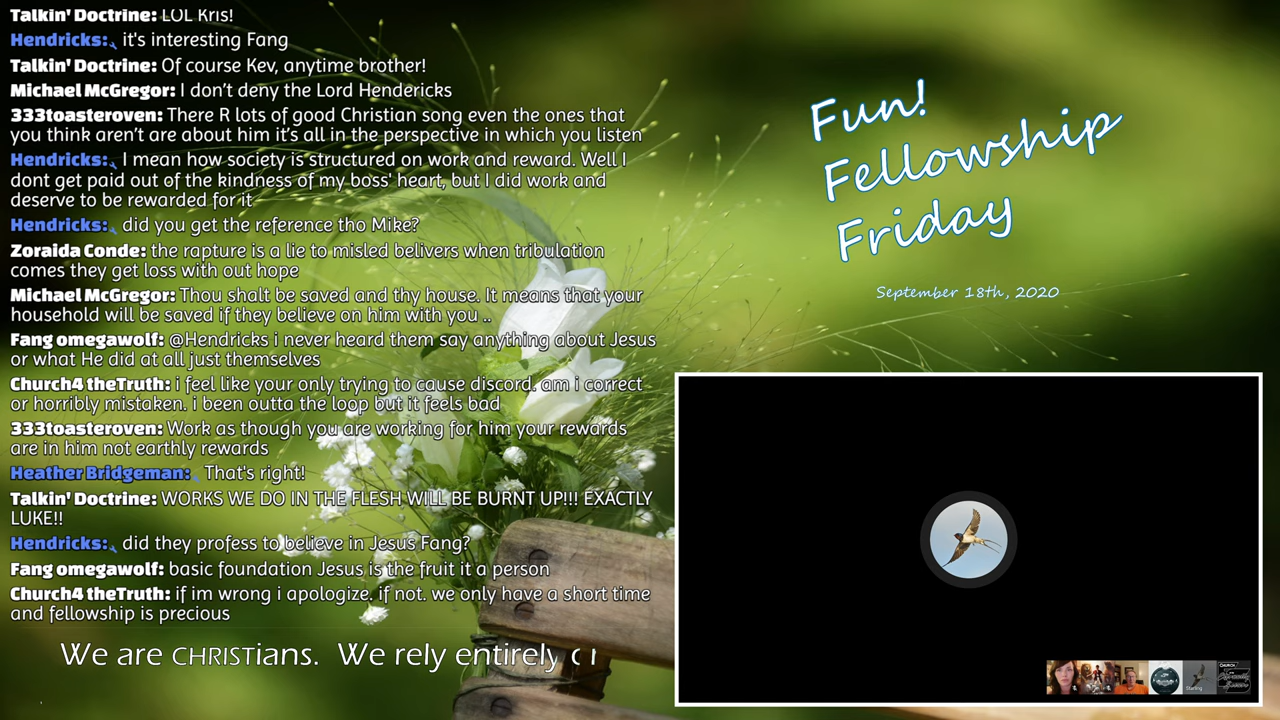 Talkin' Doctrine: LOL Kris!
Hendricks: it's interesting Fang
Talkin' Doctrine: Of course Kev, anytime brother!
Michael McGregor: I don't deny the Lord Hendericks
333toasteroven: There R lots of good Christian song even the ones that
you think aren't are about him it's all in the perspective in which you listen
Hendricks: I mean how society is structured on work and reward. Well I
dont get paid out of the kindness of my boss' heart, but I did work and
deserve to be rewarded for it
Hendricks: did you get the reference tho Mike?
Zoraida Conde: the rapture is a lie to misled belivers when tribulation
comes they get loss with out hope
Michael McGregor: Thou shalt be saved and thy house. It means that your
household will be saved if they believe on him with you ..
Fang omegawolf: @Hendricks i never heard them say anything about Jesus
or what He did at all just themselves
Church4 theTruth: i feel like your only trying to cause discord. am i correct
or horribly mistaken. i been outta the loop but it feels bad
333toasteroven: Work as though you are working for him your rewards
are in him not earthly rewards
Heather Bridgeman: That's right!
Talkin' Doctrine: WORKS WE DO IN THE FLESH WILL BE BURNT UP!!! EXACTLY
LUKE!!
Hendricks: did they profess to believe in Jesus Fang?
Fang omegawolf: basic foundation Jesus is the fruit it a person
Church4 theTruth: if im wrong i apologize. if not. we only have a short time
and fellowship is precious
We are CHRISTians. We rely entirely
Fun!
Fellowship
Friday
September 18th, 2020
Starling